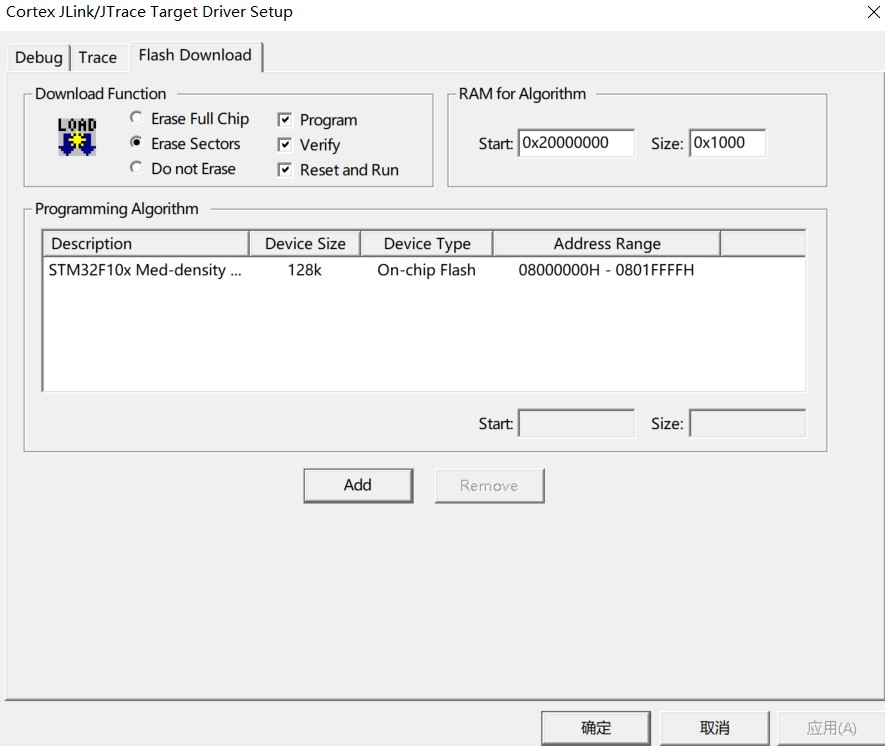 Cortex JLink/JTrace Target Driver Setup
Debug Trace Flash Download
Download Function
LOAD
Erase Full Chip
Erase Sectors
Do not Erase
Program
Verify
Reset and Run
RAM for Algorithm
Start: 0x20000000 Size: 0x1000
Programming Algorithm
Description Device Size Device Type Address Range
STM32F10x Med-density ... 128k On-chip Flash 08000000H - 0801FFFFH
Start: Size:
Add Remove
确定 取消 应用(A)